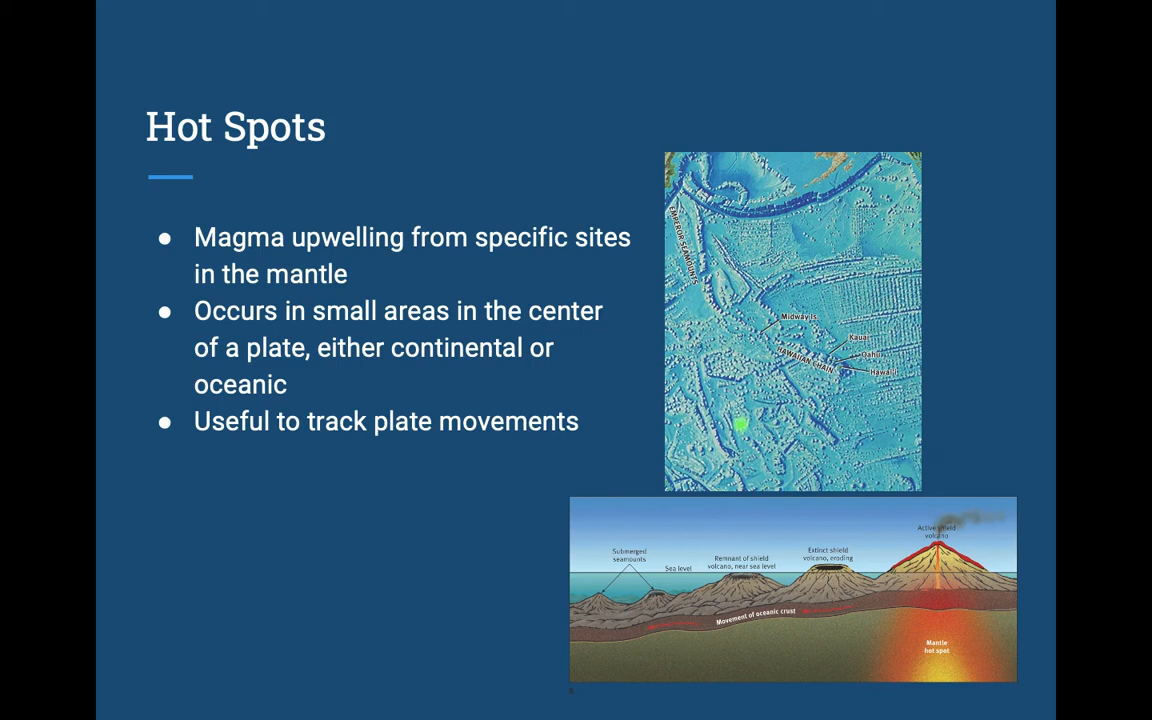 Hot Spots
● Magma upwelling from specific sites
in the mantle
● Occurs in small areas in the center
of a plate, either continental or
oceanic
● Useful to track plate movements
EMPEROR SEAMOUNTS
Midway Is.
Kauai
Oahu
HAWAIIAN CHAIN
Hawai'i
Active shield
volcano
Submerged
seamounts
Sea level
Remnant of shield
volcano, near sea level
Extinct shield
volcano, eroding
Movement of oceanic crust
Mantle
hot spot